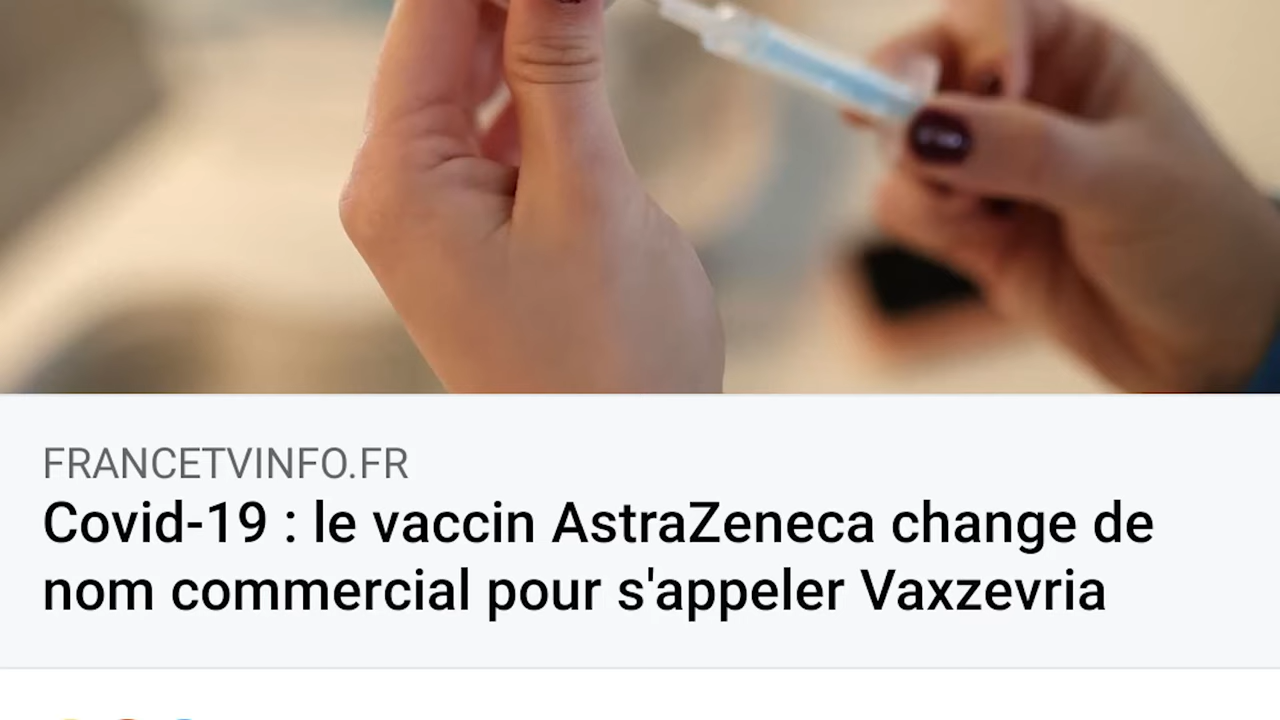 FRANCETVINFO.FR
Covid-19 : le vaccin AstraZeneca change de
nom commercial pour s'appeler Vaxzevria